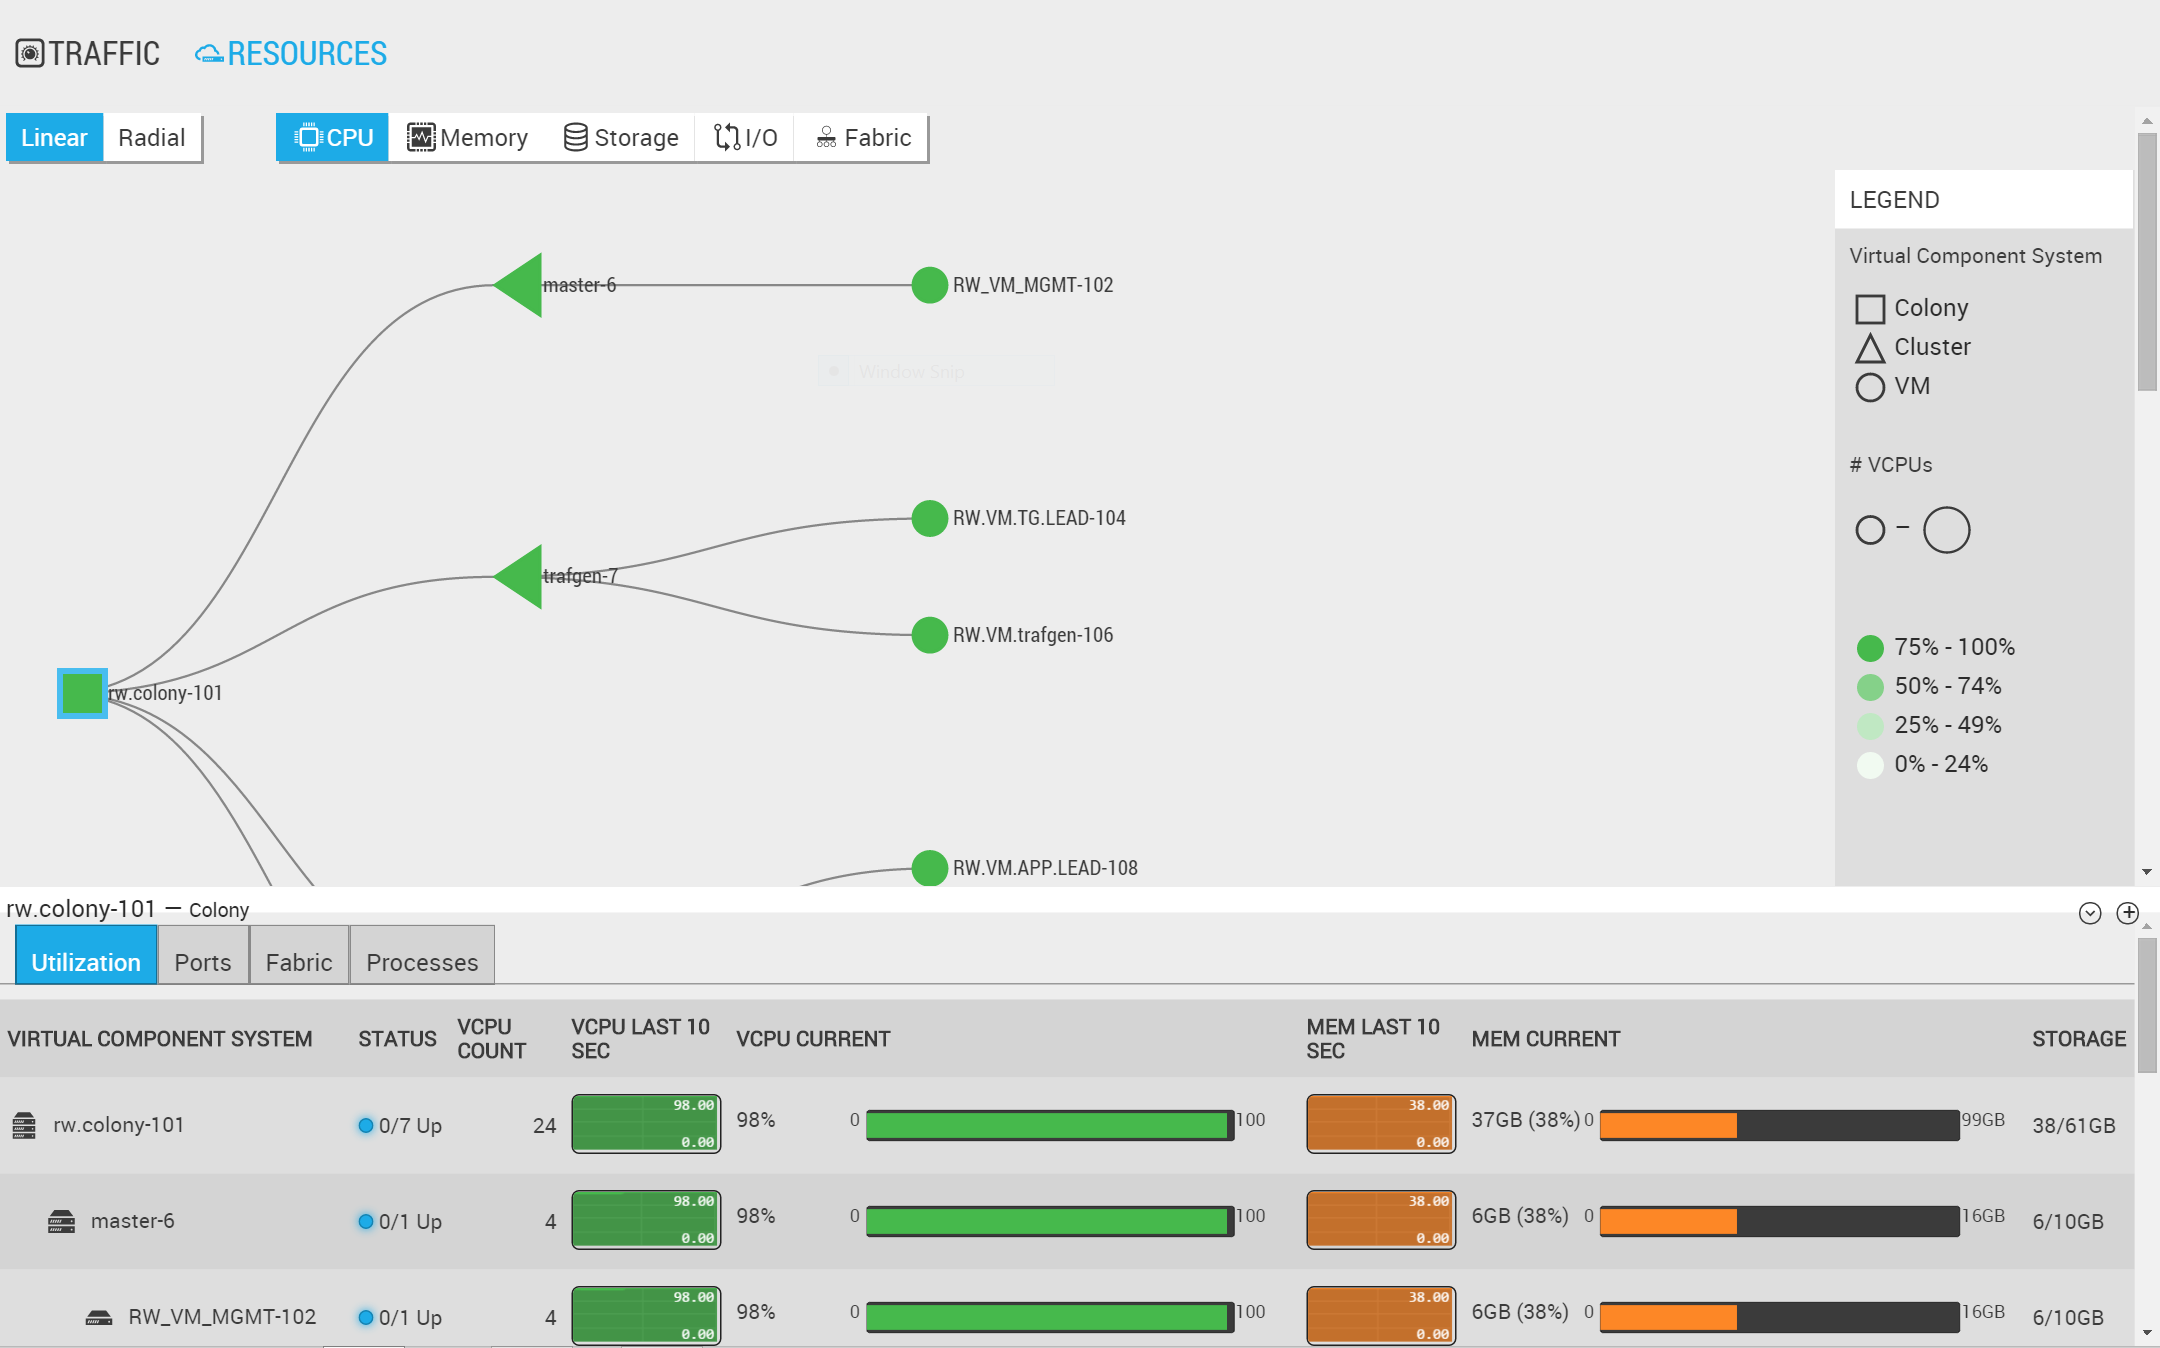 TRAFFIC RESOURCES
Linear Radial CPU Memory Storage I/O Fabric
LEGEND
Virtual Component System
Colony
Cluster
VM
# VCPUs
–
75% - 100%
50% - 74%
25% - 49%
0% - 24%
master-6 RW_VM_MGMT-102
Window Snip
RW.VM.TG.LEAD-104
trafgen-7
RW.VM.trafgen-106
rw.colony-101
RW.VM.APP.LEAD-108
rw.colony-101 — Colony
Utilization Ports Fabric Processes
VIRTUAL COMPONENT SYSTEM STATUS VCPU COUNT VCPU LAST 10 SEC VCPU CURRENT MEM LAST 10 SEC MEM CURRENT STORAGE
rw.colony-101 0/7 Up 24 98.00 0.00 98% 0 100 38.00 0.00 37GB (38%) 0 99GB 38/61GB
master-6 0/1 Up 4 98.00 0.00 98% 0 100 38.00 0.00 6GB (38%) 0 16GB 6/10GB
RW_VM_MGMT-102 0/1 Up 4 98.00 0.00 98% 0 100 38.00 0.00 6GB (38%) 0 16GB 6/10GB